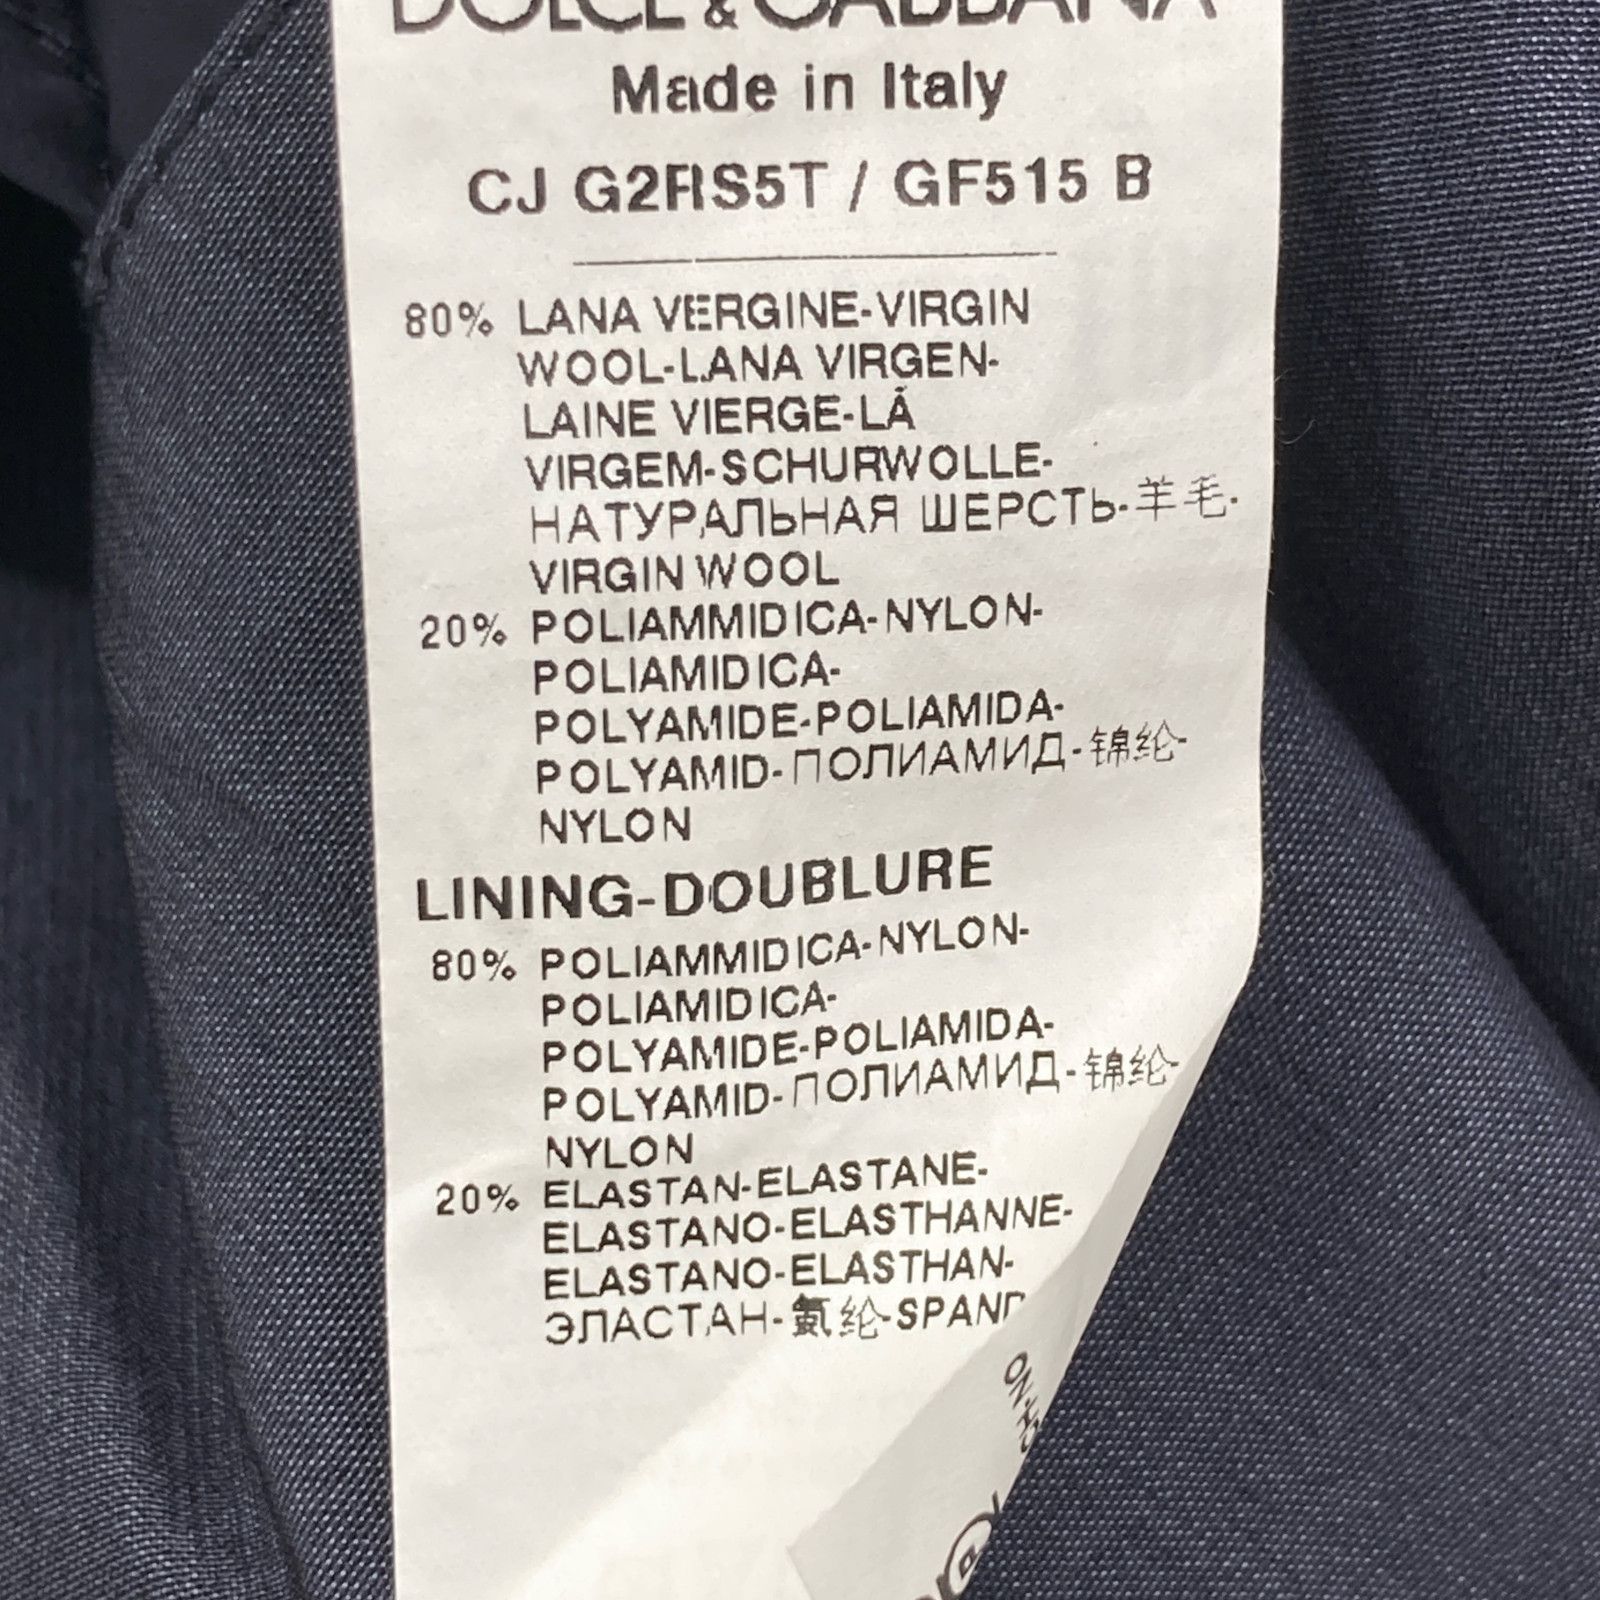 DOLCE & GABBANA
Made in Italy
CJ G2RS5T / GF515 B
80% LANA VERGINE-VIRGIN
WOOL-LANA VIRGEN-
LAINE VIERGE-LÃ
VIRGEM-SCHURWOLLE-
НАТУРАЛЬНАЯ ШЕРСТЬ-羊毛-
VIRGIN WOOL
20% POLIAMMIDICA-NYLON-
POLIAMIDICA-
POLYAMIDE-POLIAMIDA-
POLYAMID-ПОЛИАМИД-锦纶-
NYLON
LINING-DOUBLURE
80% POLIAMMIDICA-NYLON-
POLIAMIDICA-
POLYAMIDE-POLIAMIDA-
POLYAMID-ПОЛИАМИД-锦纶-
NYLON
20% ELASTAN-ELASTANE-
ELASTANO-ELASTHANNE-
ELASTANO-ELASTHAN-
ЭЛАСТАН-氨纶-SPAN